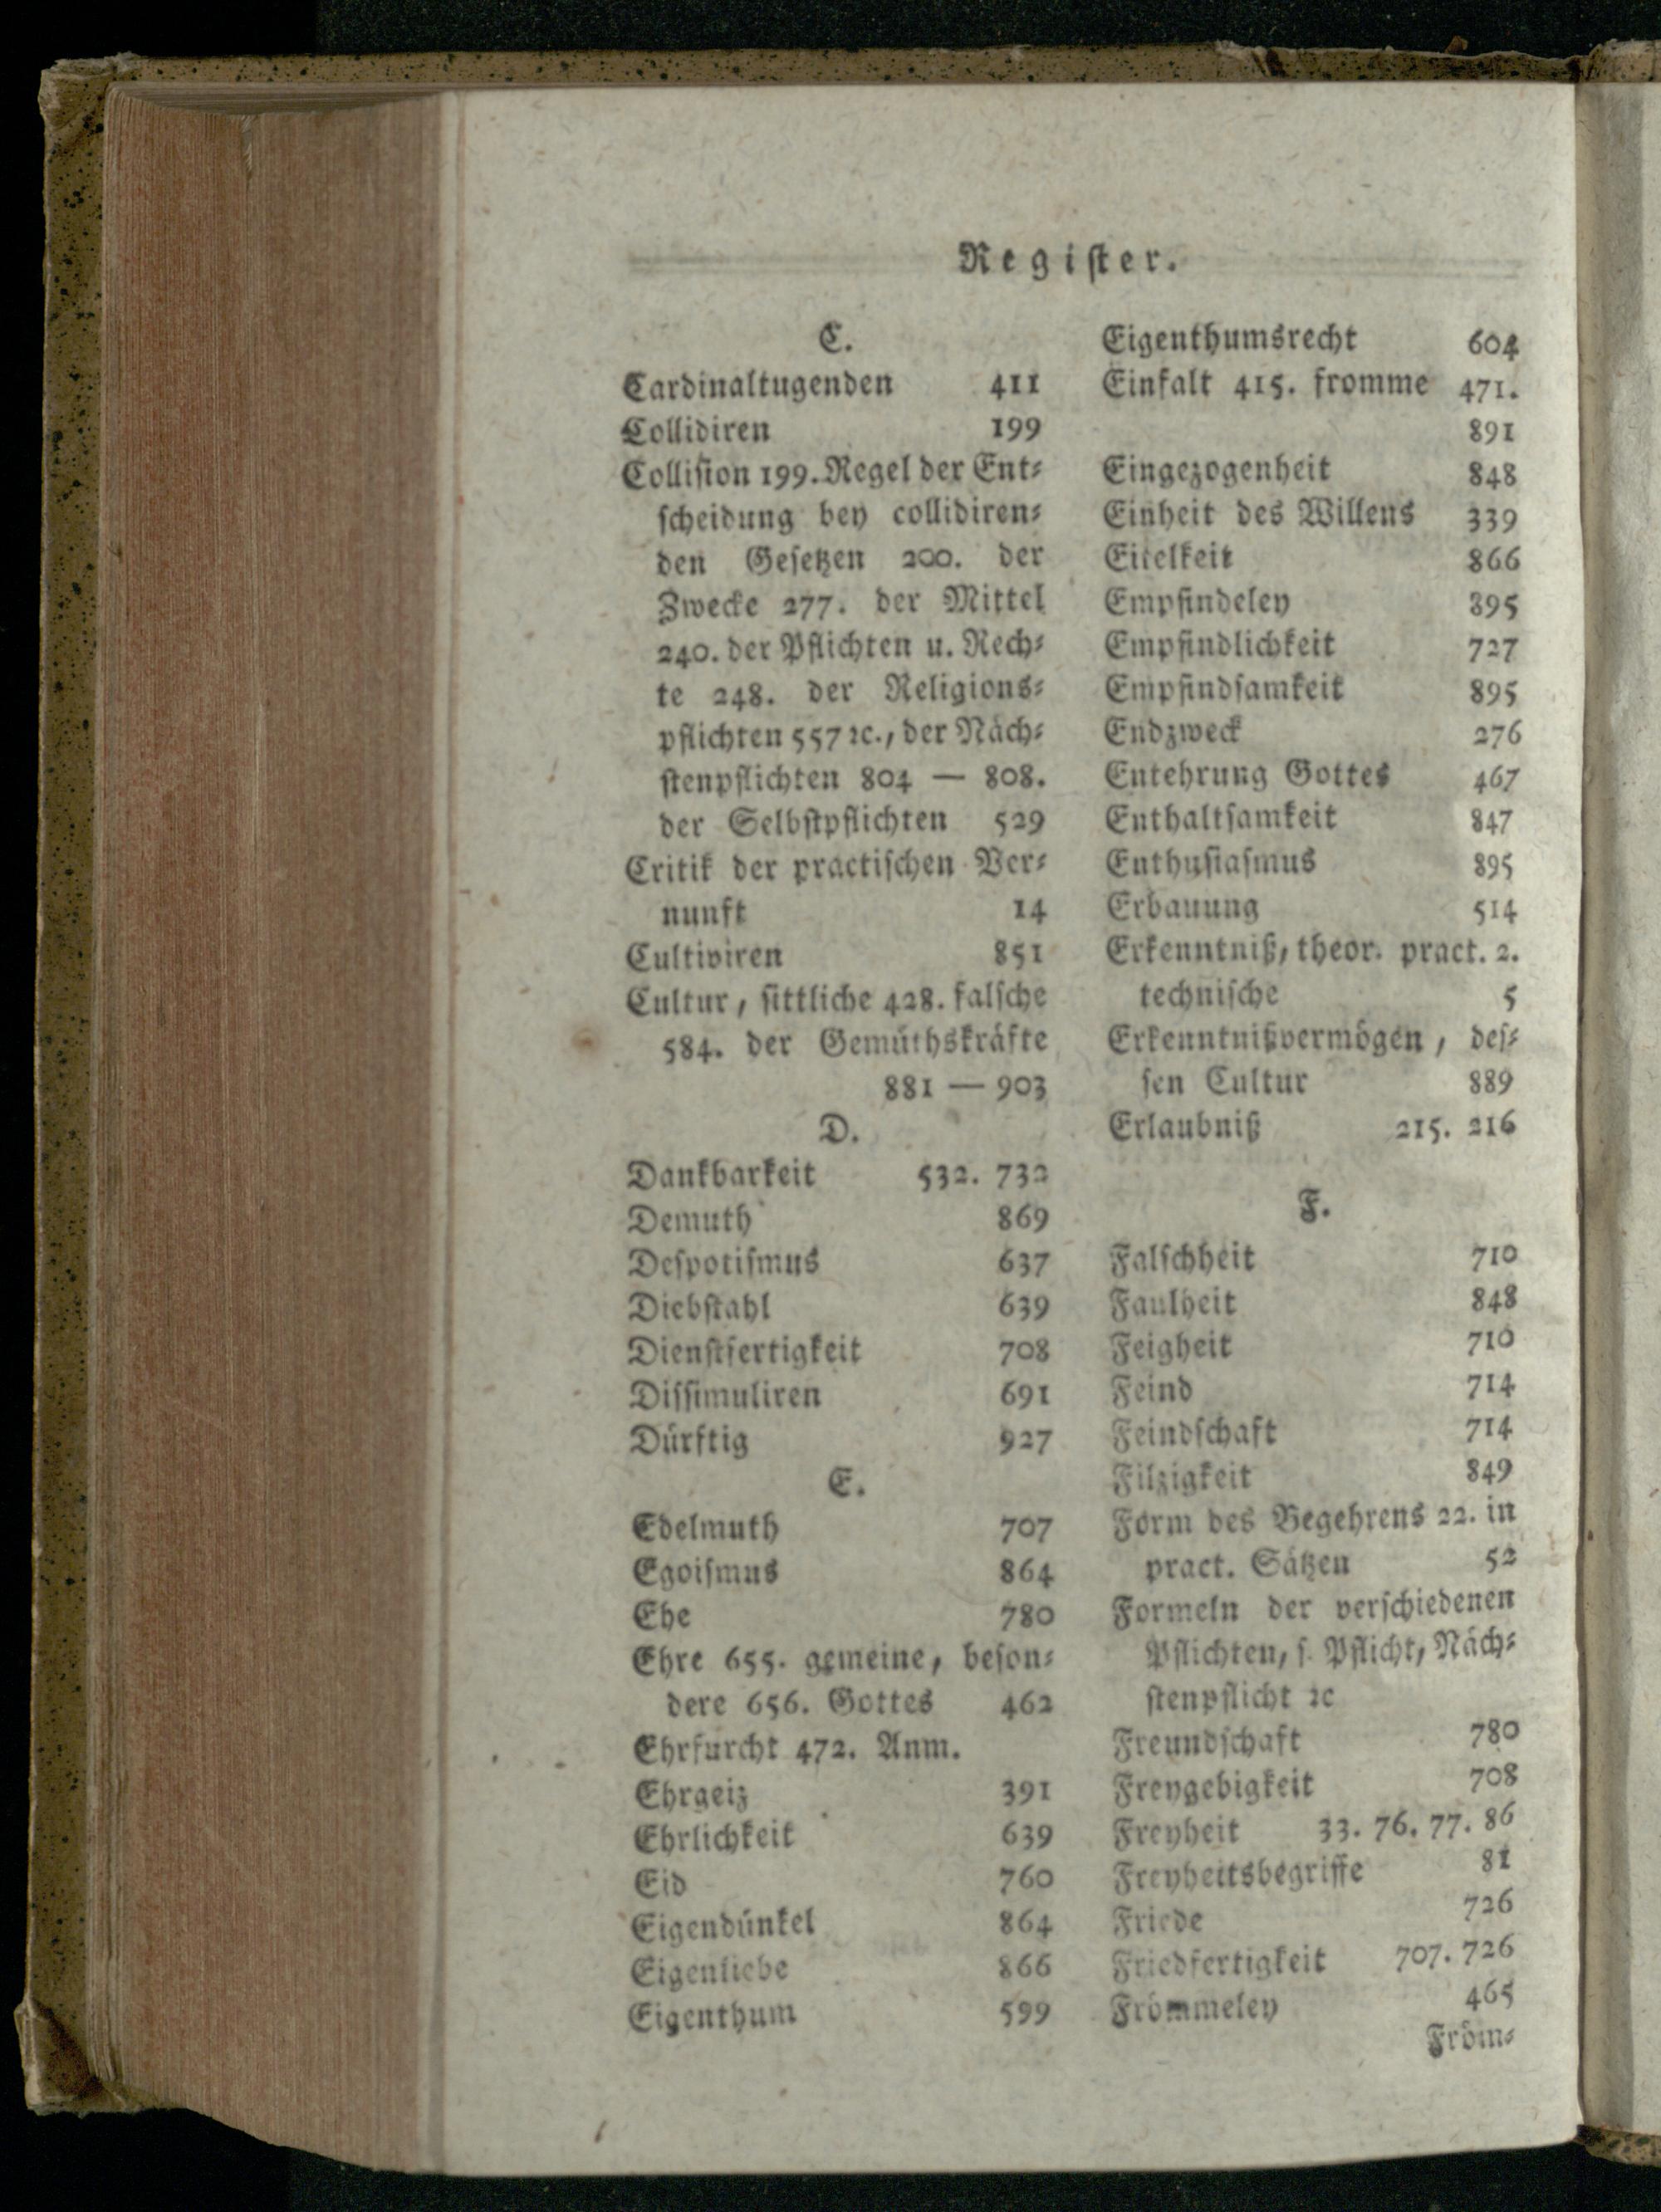 Regiſter.
C.
Cardinaltugenden 411
Collidiren 199
Colliſion 199. Regel der Ent⸗
ſcheidung bey collidiren⸗
den Geſetzen 200. der
Zwecke 277. der Mittel
240. der Pflichten u. Rech⸗
te 248. der Religions⸗
pflichten 557 ꝛc., der Näch⸗
ſtenpflichten 804 — 808.
der Selbſtpflichten 529
Critik der practiſchen Ver⸗
nunft 14
Cultiviren 851
Cultur, ſittliche 428. falſche
584. der Gemüthskräfte
881 — 903
D.
Dankbarkeit 532. 732
Demuth 869
Deſpotiſmus 637
Diebſtahl 639
Dienſtfertigkeit 708
Diſſimuliren 691
Dürftig 927
E.
Edelmuth 707
Egoiſmus 864
Ehe 780
Ehre 655. gemeine, beſon⸗
dere 656. Gottes 462
Ehrfurcht 472. Anm.
Ehrgeiz 391
Ehrlichkeit 639
Eid 760
Eigendünkel 864
Eigenliebe 866
Eigenthum 599
Eigenthumsrecht 604
Einfalt 415. fromme 471.
891
Eingezogenheit 848
Einheit des Willens 339
Eitelkeit 866
Empfindeley 895
Empfindlichkeit 727
Empfindſamkeit 895
Endzweck 276
Entehrung Gottes 467
Enthaltſamkeit 847
Enthuſiaſmus 895
Erbauung 514
Erkenntniß, theor. pract. 2.
techniſche 5
Erkenntnißvermögen, deſ⸗
ſen Cultur 889
Erlaubniß 215. 216
F.
Falſchheit 710
Faulheit 848
Feigheit 710
Feind 714
Feindſchaft 714
Filzigkeit 849
Form des Begehrens 22. in
pract. Sätzen 52
Formeln der verſchiedenen
Pflichten, ſ. Pflicht, Näch⸗
ſtenpflicht ꝛc
Freundſchaft 780
Freygebigkeit 708
Freyheit 33. 76. 77. 86
Freyheitsbegriffe 81
Friede 726
Friedfertigkeit 707. 726
Frömmeley 465
Fröm⸗